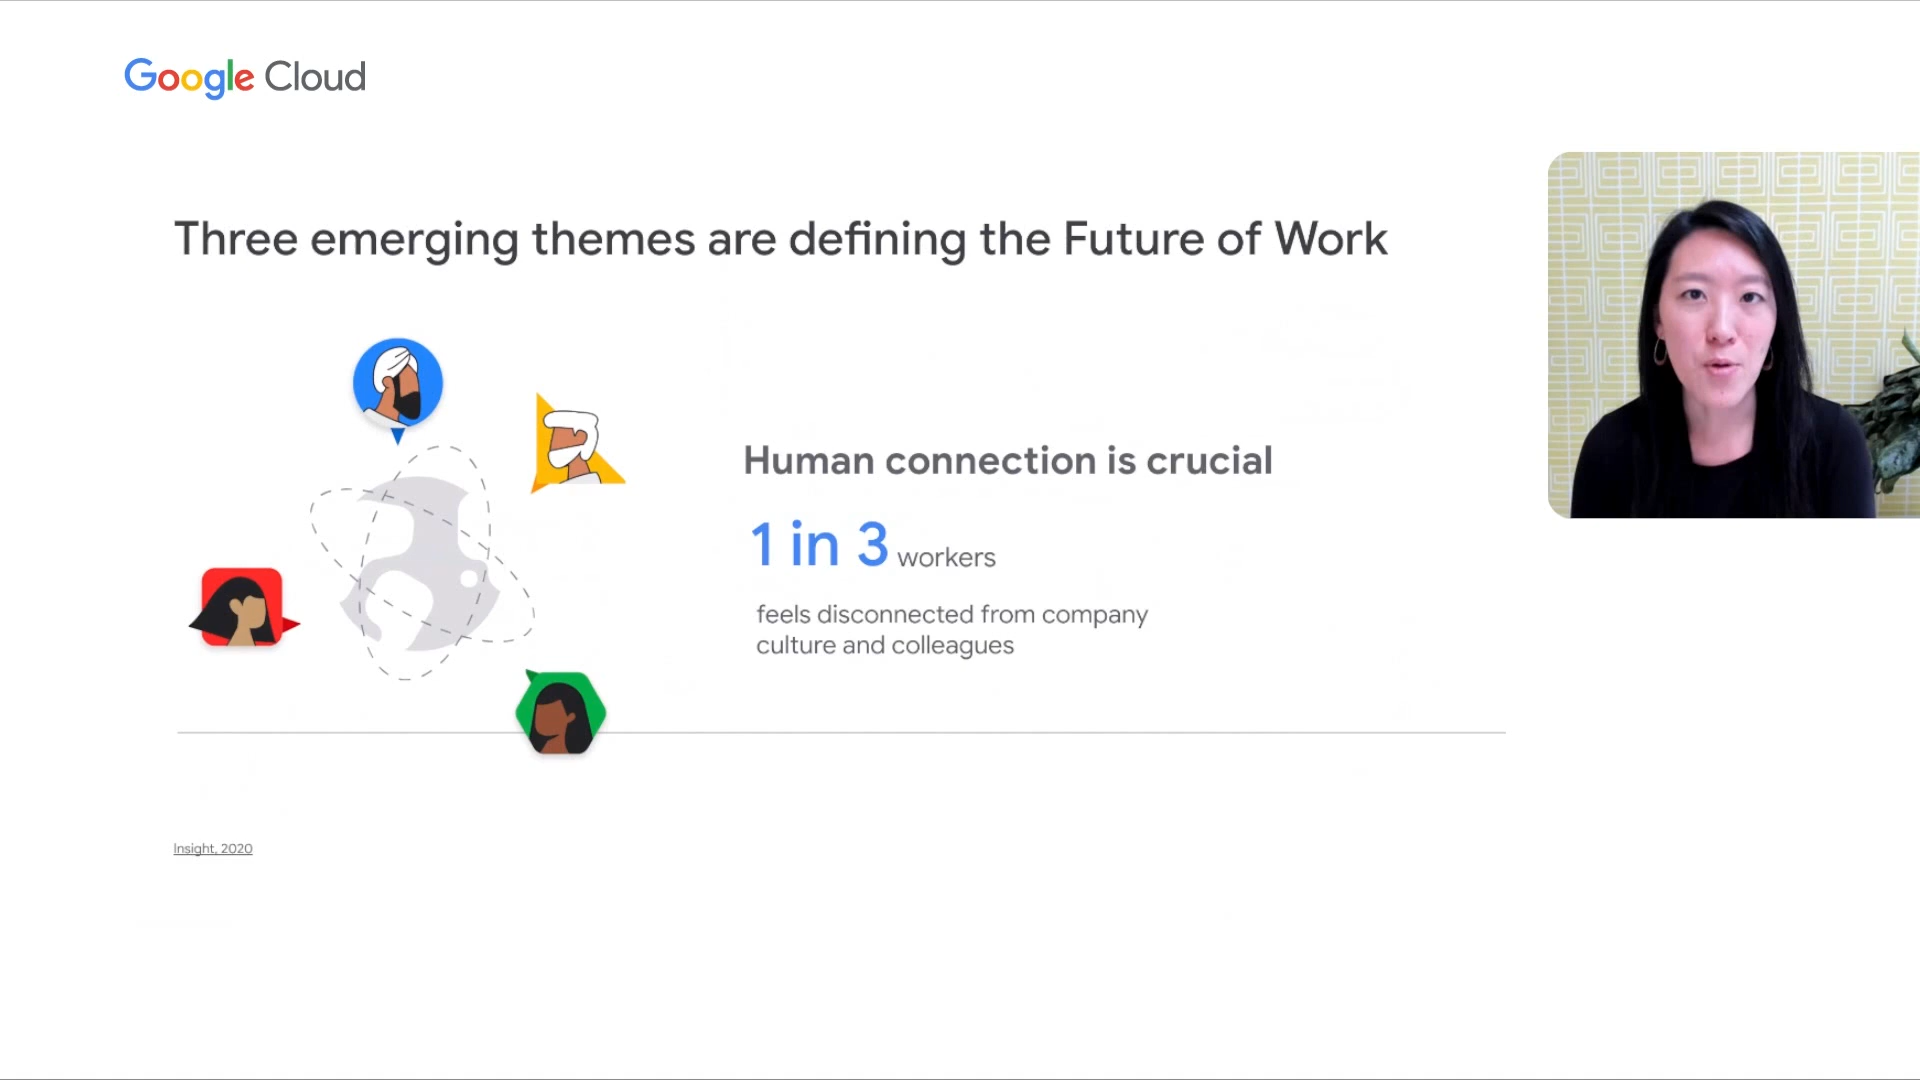 Google Cloud
Three emerging themes are defining the Future of Work
Human connection is crucial
1 in 3 workers
feels disconnected from company
culture and colleagues
Insight, 2020